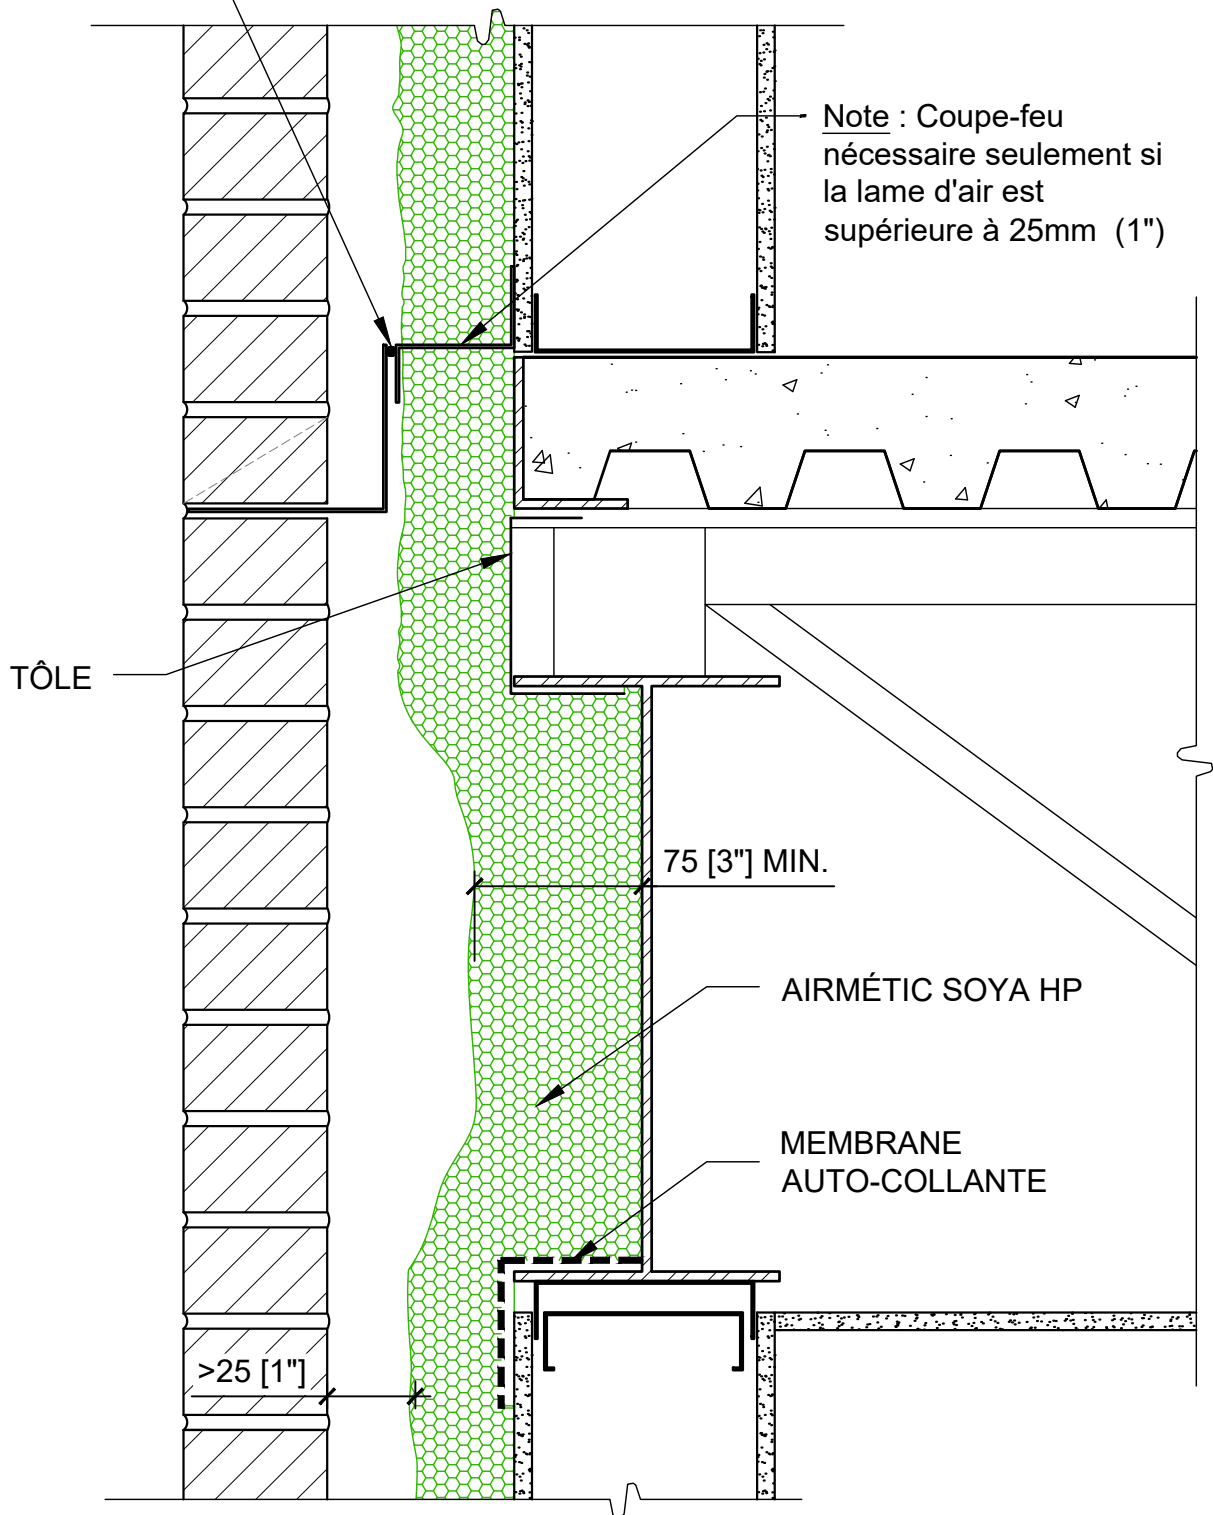 Note : Coupe-feu
nécessaire seulement si
la lame d'air est
supérieure à 25mm (1")
TÔLE
75 [3"] MIN.
AIRMÉTIC SOYA HP
MEMBRANE
AUTO-COLLANTE
>25 [1"]